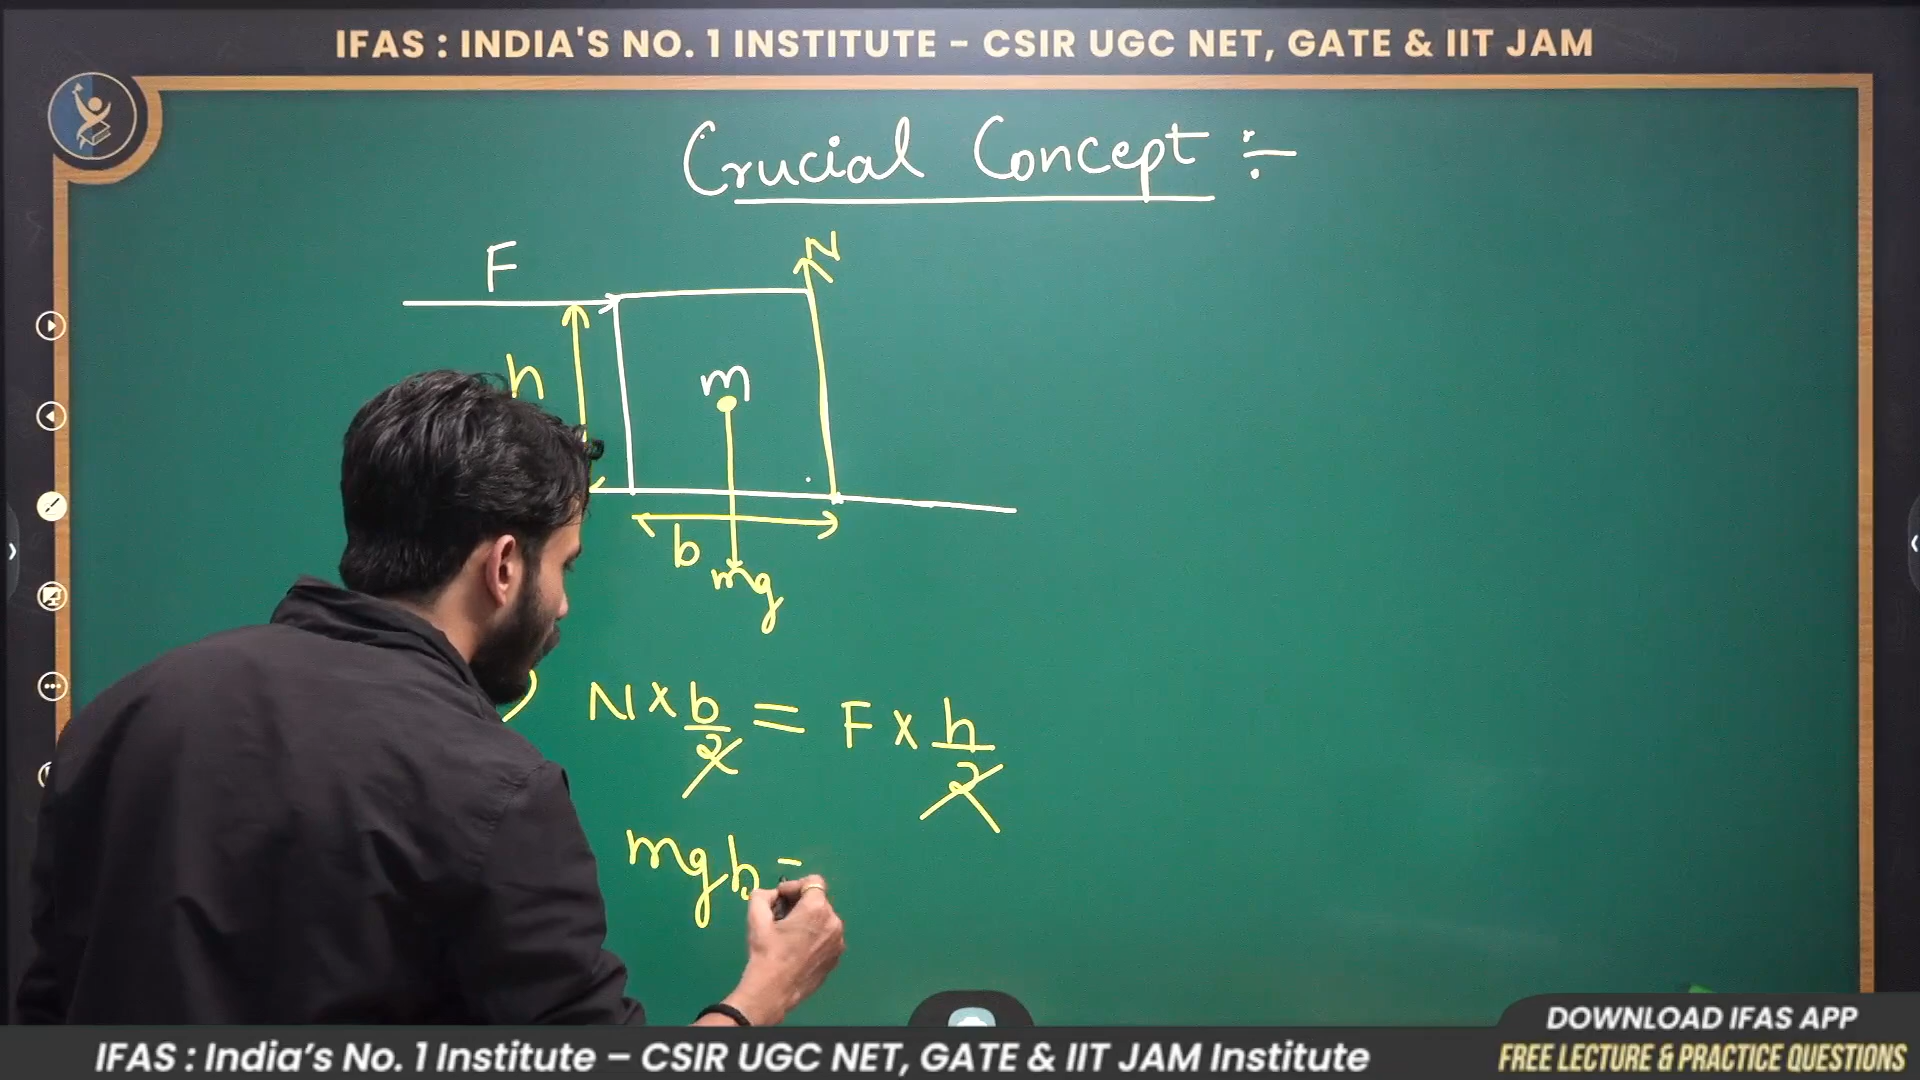 IFAS : INDIA'S NO. 1 INSTITUTE - CSIR UGC NET, GATE & IIT JAM
Crucial Concept :-
F
N
h
m
b
mg
) N × b/2 = F × h/2
mgb =
DOWNLOAD IFAS APP
IFAS : India's No. 1 Institute – CSIR UGC NET, GATE & IIT JAM Institute
FREE LECTURE & PRACTICE QUESTIONS